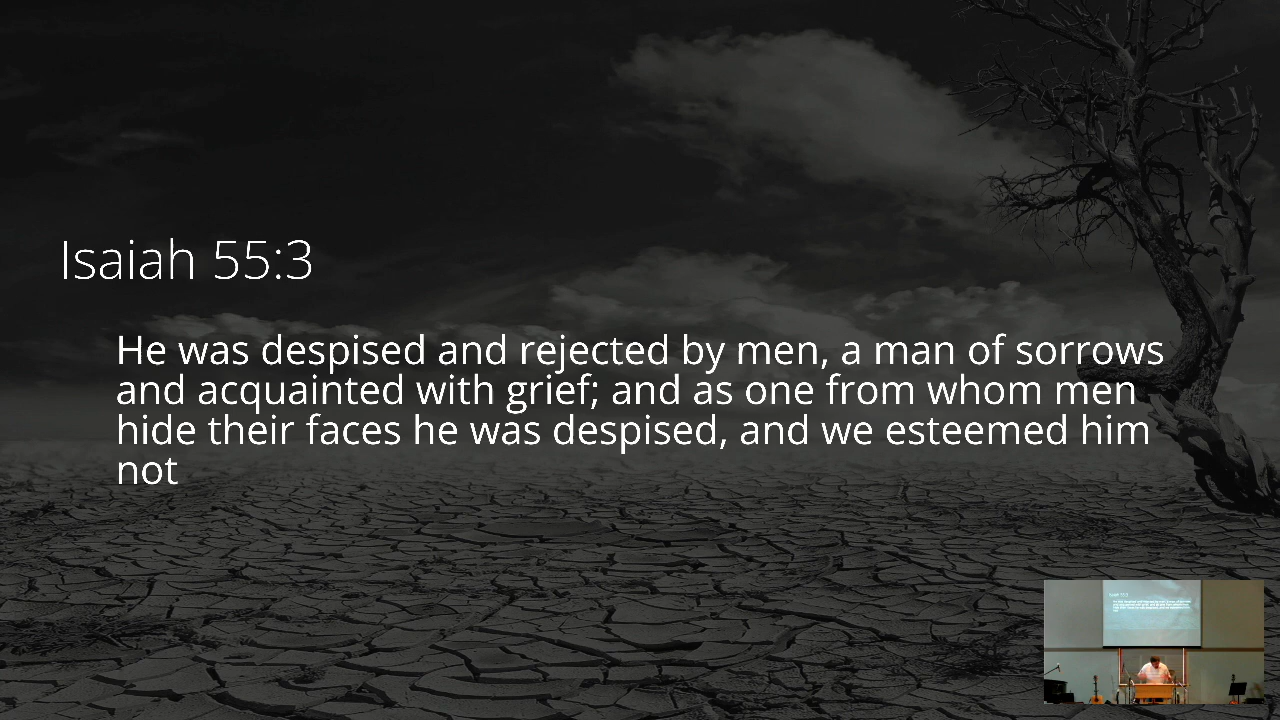 Isaiah 55:3
He was despised and rejected by men, a man of sorrows
and acquainted with grief; and as one from whom men
hide their faces he was despised, and we esteemed him
not